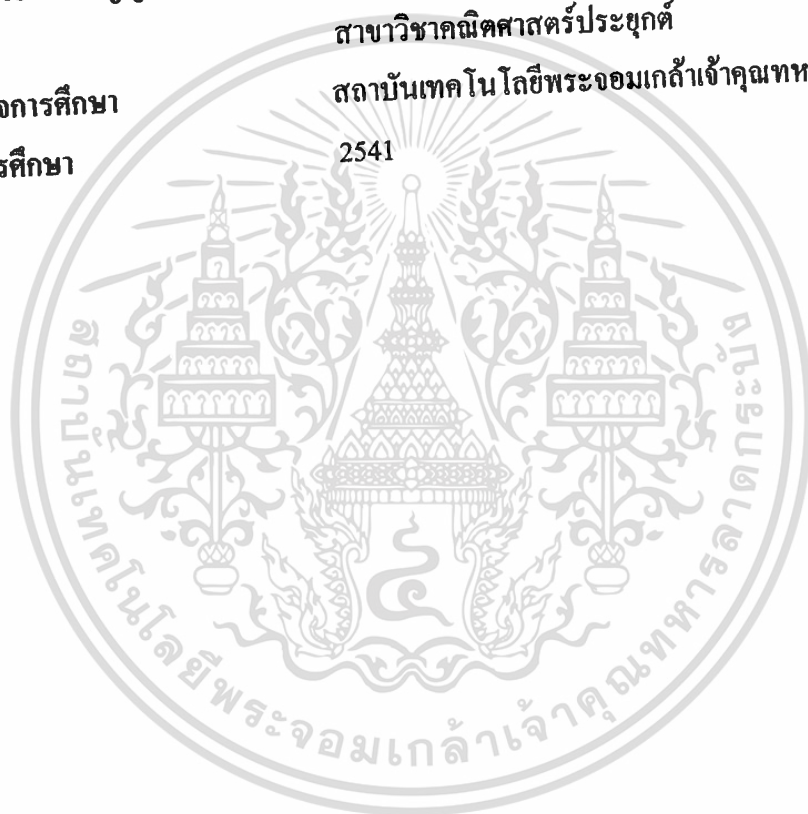 สาขาวิชาคณิตศาสตร์ประยุกต์
จการศึกษา สถาบันเทคโนโลยีพระจอมเกล้าเจ้าคุณทห
รศึกษา 2541
สถาบันเทคโนโลยีพระจอมเกล้าเจ้าคุณทหารลาดกระบัง
๔